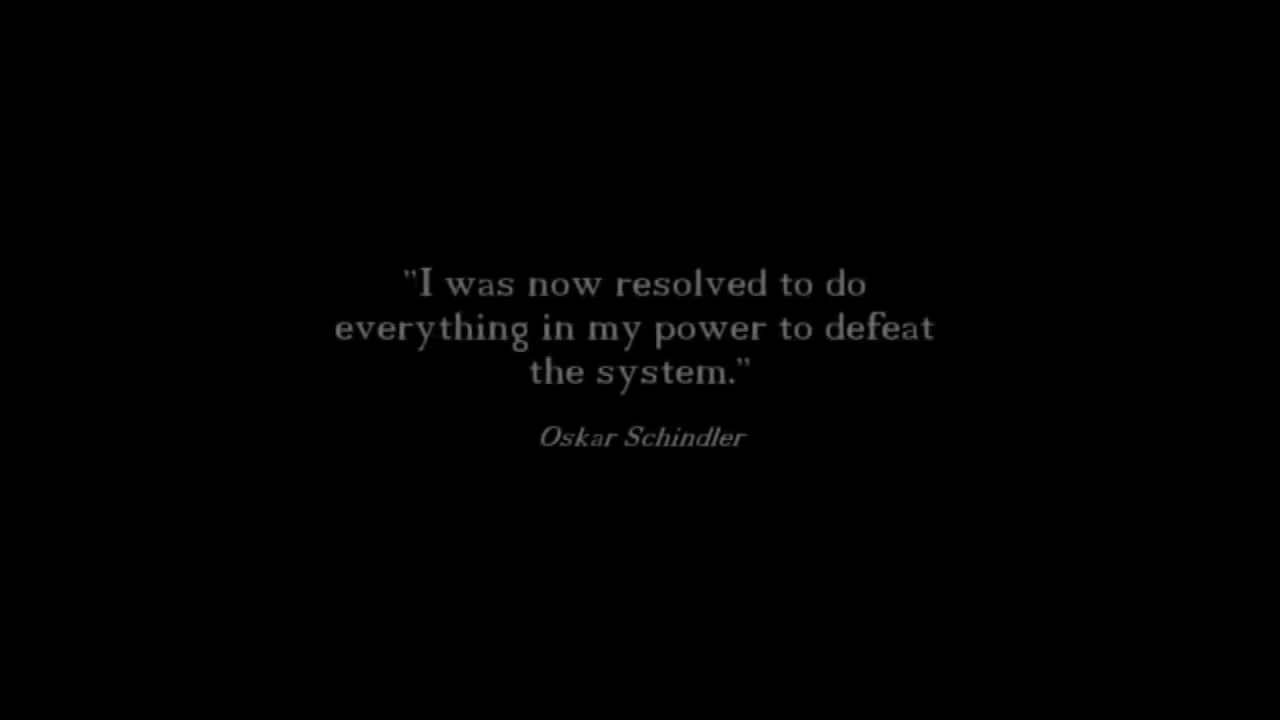 "I was now resolved to do
everything in my power to defeat
the system."
Oskar Schindler